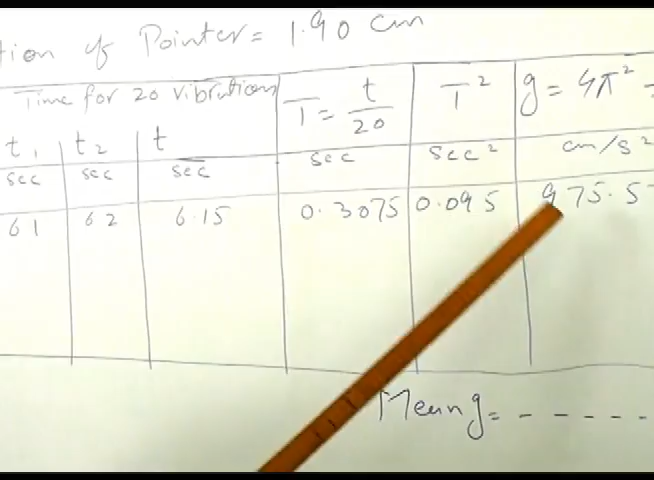 tion of Pointer = 1.90 cm
Time for 20 vibrations
T = t/20
T²
g = 4π²
t₁ t₂ t
sec sec sec sec sec² cm/s²
61 62 6.15 0.3075 0.095 975.5
Mean g = - - - - -